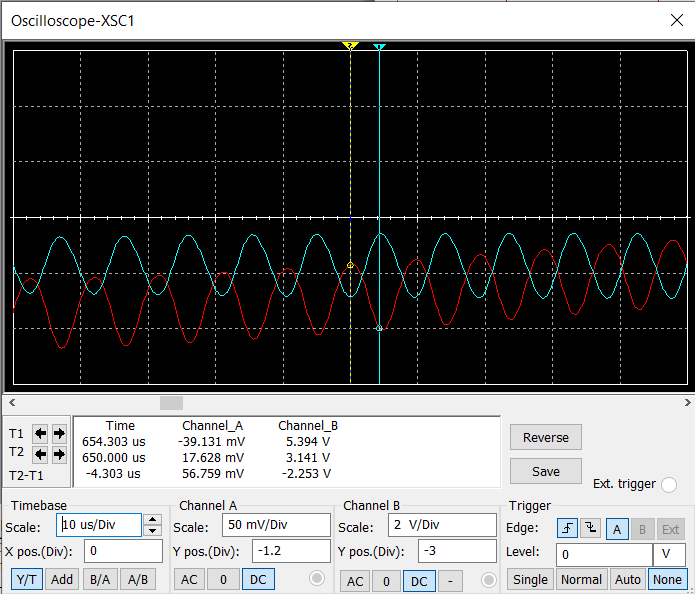 Oscilloscope-XSC1
2
1
T1
T2
T2-T1
Time Channel_A Channel_B
654.303 us -39.131 mV 5.394 V
650.000 us 17.628 mV 3.141 V
-4.303 us 56.759 mV -2.253 V
Reverse
Save
Ext. trigger
Timebase
Scale: 10 us/Div
X pos.(Div): 0
Y/T Add B/A A/B
Channel A
Scale: 50 mV/Div
Y pos.(Div): -1.2
AC 0 DC
Channel B
Scale: 2 V/Div
Y pos.(Div): -3
AC 0 DC -
Trigger
Edge: A B Ext
Level: 0 V
Single Normal Auto None